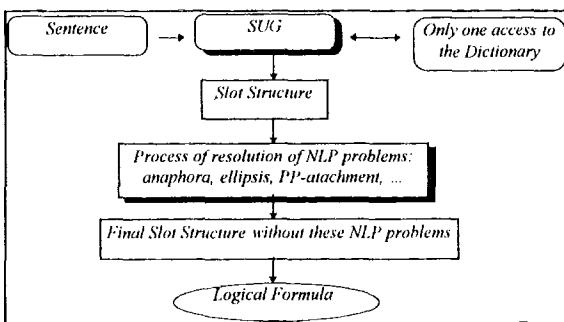 Sentence
SUG
Only one access to
the Dictionary
Slot Structure
Process of resolution of NLP problems:
anaphora, ellipsis, PP-atachment, ...
Final Slot Structure without these NLP problems
Logical Formula